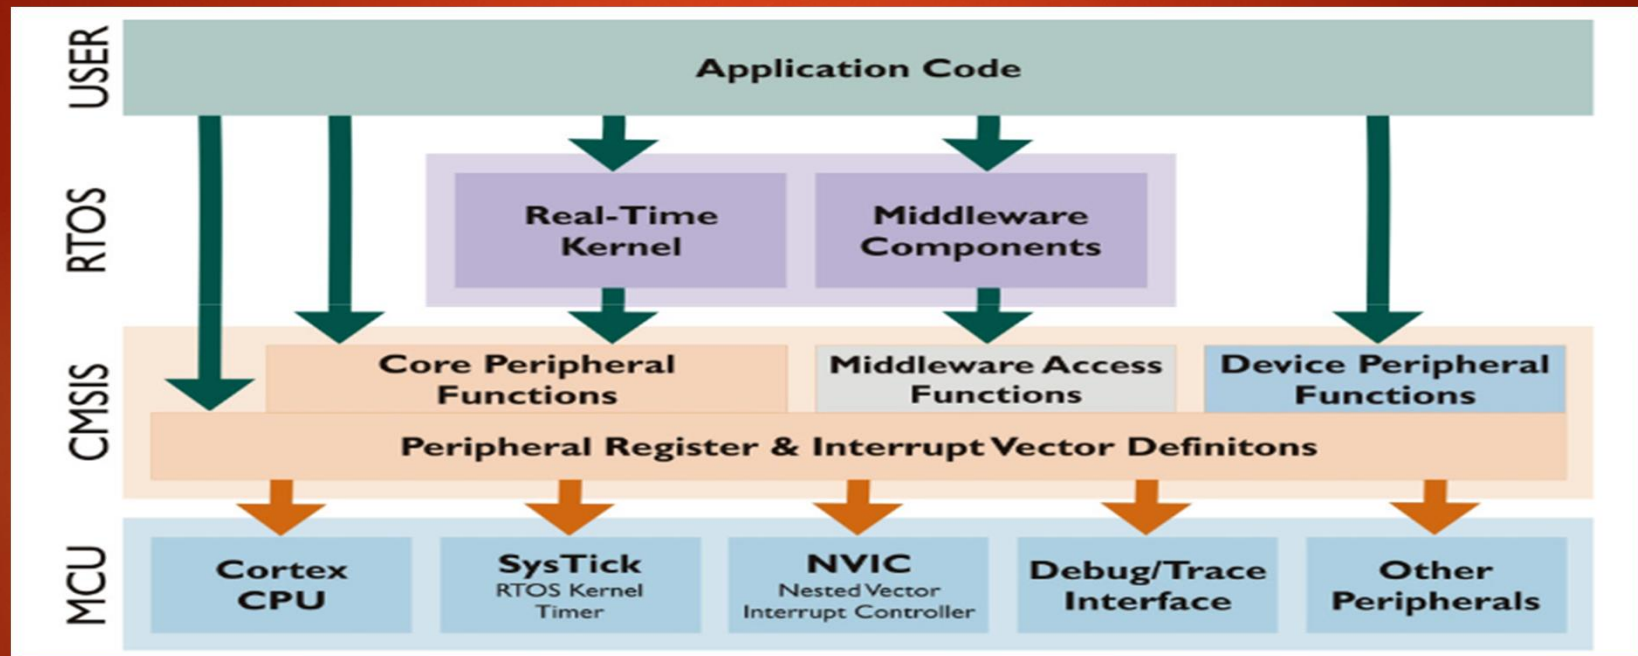 USER
Application Code
RTOS
Real-Time
Kernel
Middleware
Components
CMSIS
Core Peripheral
Functions
Middleware Access
Functions
Device Peripheral
Functions
Peripheral Register & Interrupt Vector Definitons
MCU
Cortex
CPU
SysTick
RTOS Kernel
Timer
NVIC
Nested Vector
Interrupt Controller
Debug/Trace
Interface
Other
Peripherals